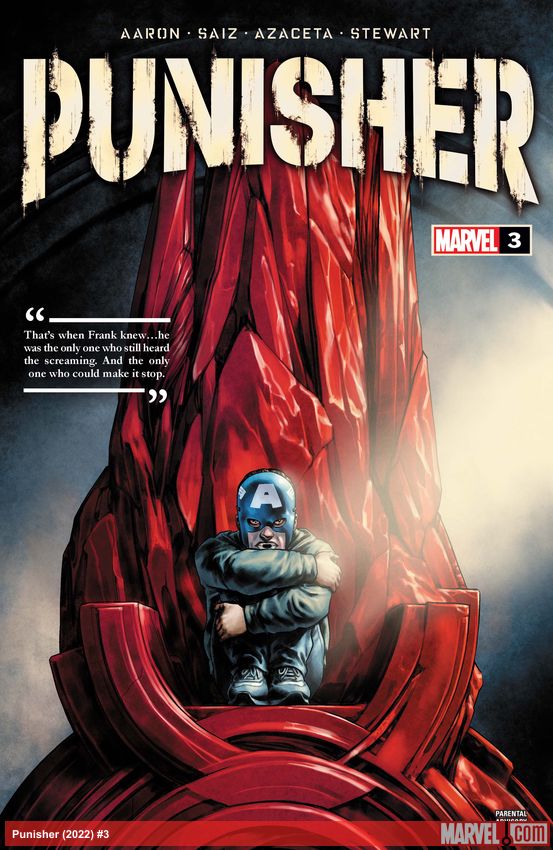 AARON · SAIZ · AZACETA · STEWART
PUNISHER
MARVEL 3
“
That’s when Frank knew...he
was the only one who still heard
the screaming. And the only
one who could make it stop.
”
A
PARENTAL
ADVISORY
Punisher (2022) #3
MARVEL.com